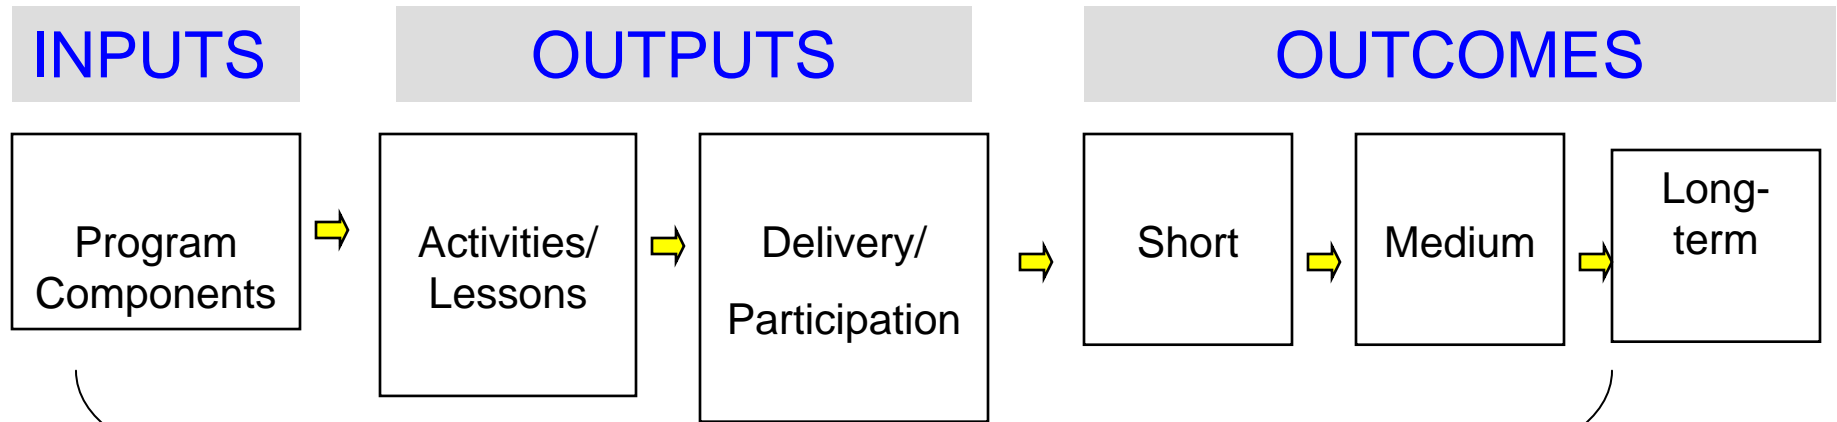 INPUTS
OUTPUTS
OUTCOMES
Program
Components
Activities/
Lessons
Delivery/
Participation
Short
Medium
Long-
term